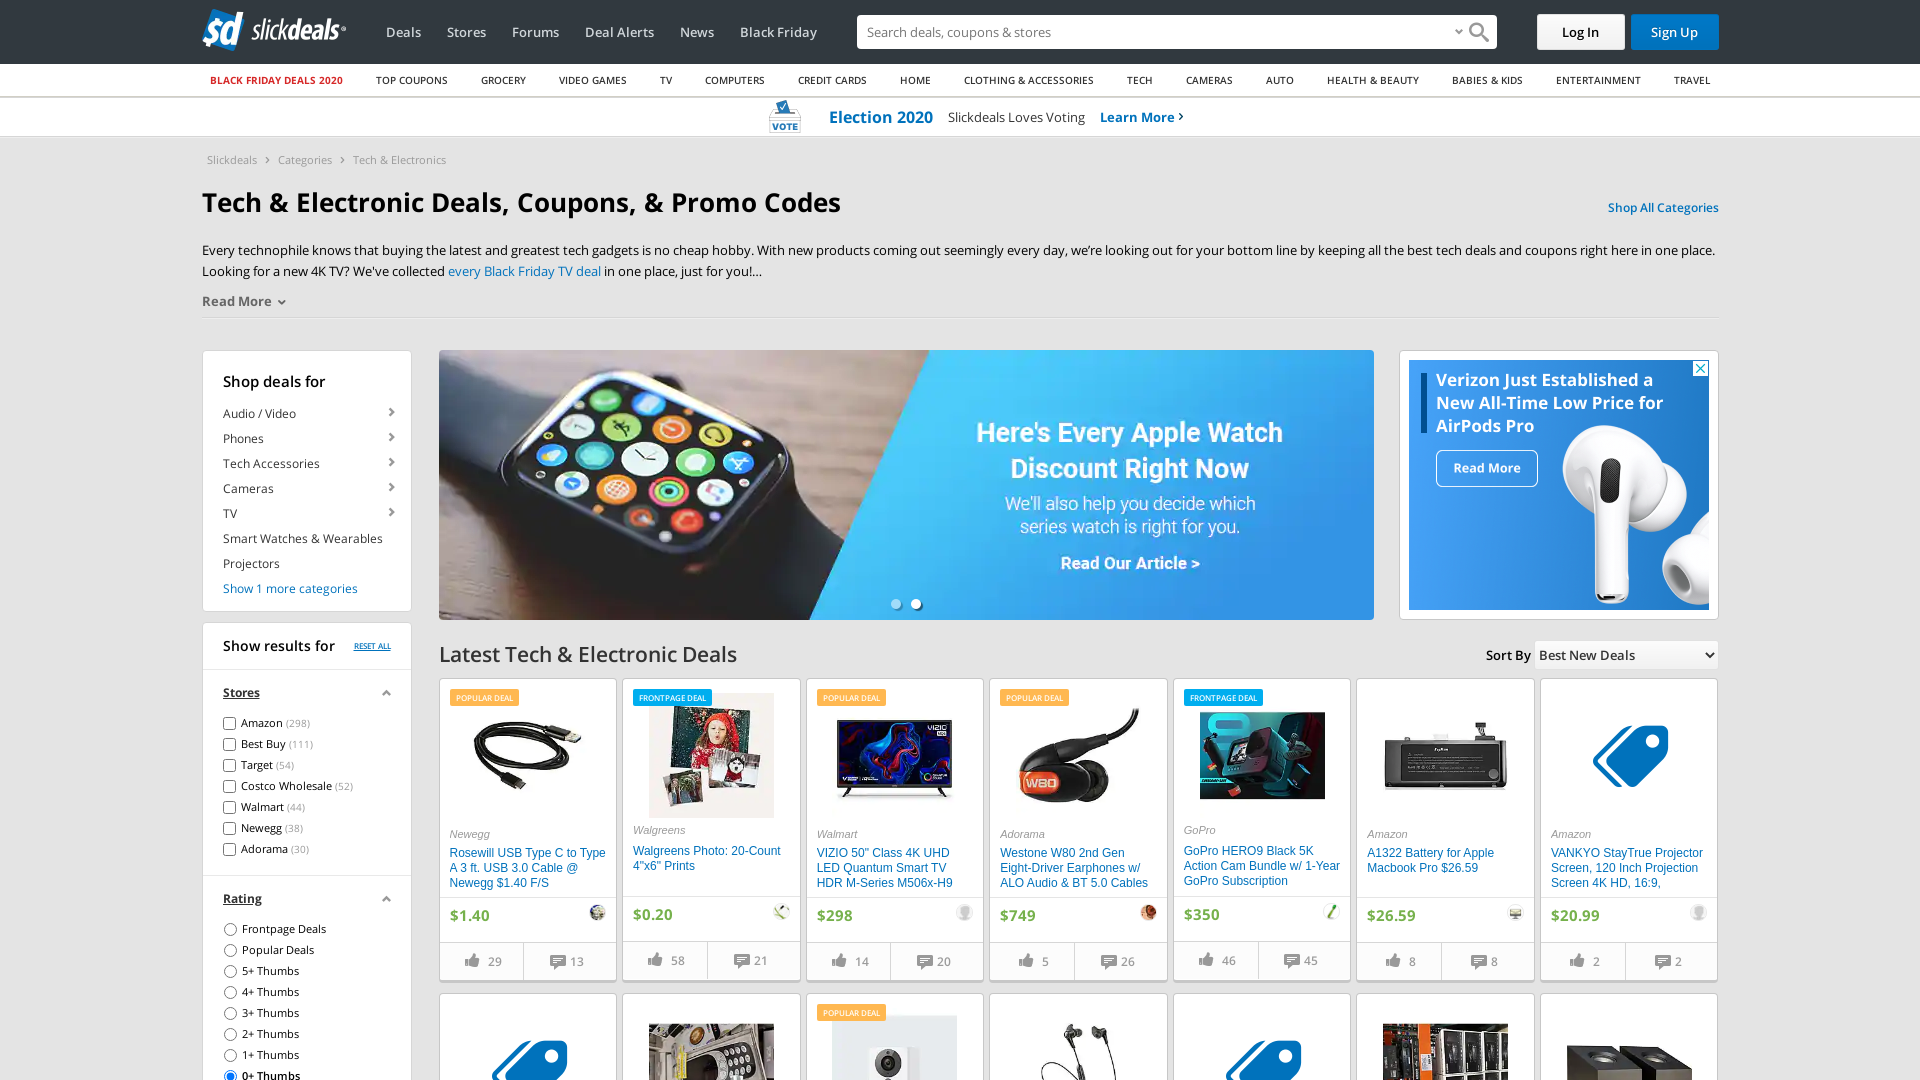 slickdeals
Deals
Stores
Forums
Deal Alerts
News
Black Friday
Search deals, coupons & stores
Log In
Sign Up
BLACK FRIDAY DEALS 2020
TOP COUPONS
GROCERY
VIDEO GAMES
TV
COMPUTERS
CREDIT CARDS
HOME
CLOTHING & ACCESSORIES
TECH
CAMERAS
AUTO
HEALTH & BEAUTY
BABIES & KIDS
ENTERTAINMENT
TRAVEL
VOTE
Election 2020
Slickdeals Loves Voting
Learn More
Slickdeals
Categories
Tech & Electronics
Tech & Electronic Deals, Coupons, & Promo Codes
Shop All Categories
Every technophile knows that buying the latest and greatest tech gadgets is no cheap hobby. With new products coming out seemingly every day, we’re looking out for your bottom line by keeping all the best tech deals and coupons right here in one place.
Looking for a new 4K TV? We've collected every Black Friday TV deal in one place, just for you!...
Read More
Shop deals for
Audio / Video
Phones
Tech Accessories
Cameras
TV
Smart Watches & Wearables
Projectors
Show 1 more categories
Show results for
RESET ALL
Stores
Amazon (298)
Best Buy (111)
Target (54)
Costco Wholesale (52)
Walmart (44)
Newegg (38)
Adorama (30)
Rating
Frontpage Deals
Popular Deals
5+ Thumbs
4+ Thumbs
3+ Thumbs
2+ Thumbs
1+ Thumbs
0+ Thumbs
Here's Every Apple Watch
Discount Right Now
We'll also help you decide which
series watch is right for you.
Read Our Article >
Verizon Just Established a
New All-Time Low Price for
AirPods Pro
Read More
Latest Tech & Electronic Deals
Sort By
Best New Deals
POPULAR DEAL
Newegg
Rosewill USB Type C to Type
A 3 ft. USB 3.0 Cable @
Newegg $1.40 F/S
$1.40
29
13
FRONTPAGE DEAL
Walgreens
Walgreens Photo: 20-Count
4"x6" Prints
$0.20
58
21
POPULAR DEAL
VIZIO
Walmart
VIZIO 50" Class 4K UHD
LED Quantum Smart TV
HDR M-Series M506x-H9
$298
14
20
POPULAR DEAL
W80
Adorama
Westone W80 2nd Gen
Eight-Driver Earphones w/
ALO Audio & BT 5.0 Cables
$749
5
26
FRONTPAGE DEAL
GoPro
GoPro HERO9 Black 5K
Action Cam Bundle w/ 1-Year
GoPro Subscription
$350
46
45
Amazon
A1322 Battery for Apple
Macbook Pro $26.59
$26.59
8
8
Amazon
VANKYO StayTrue Projector
Screen, 120 Inch Projection
Screen 4K HD, 16:9,
$20.99
2
2
POPULAR DEAL